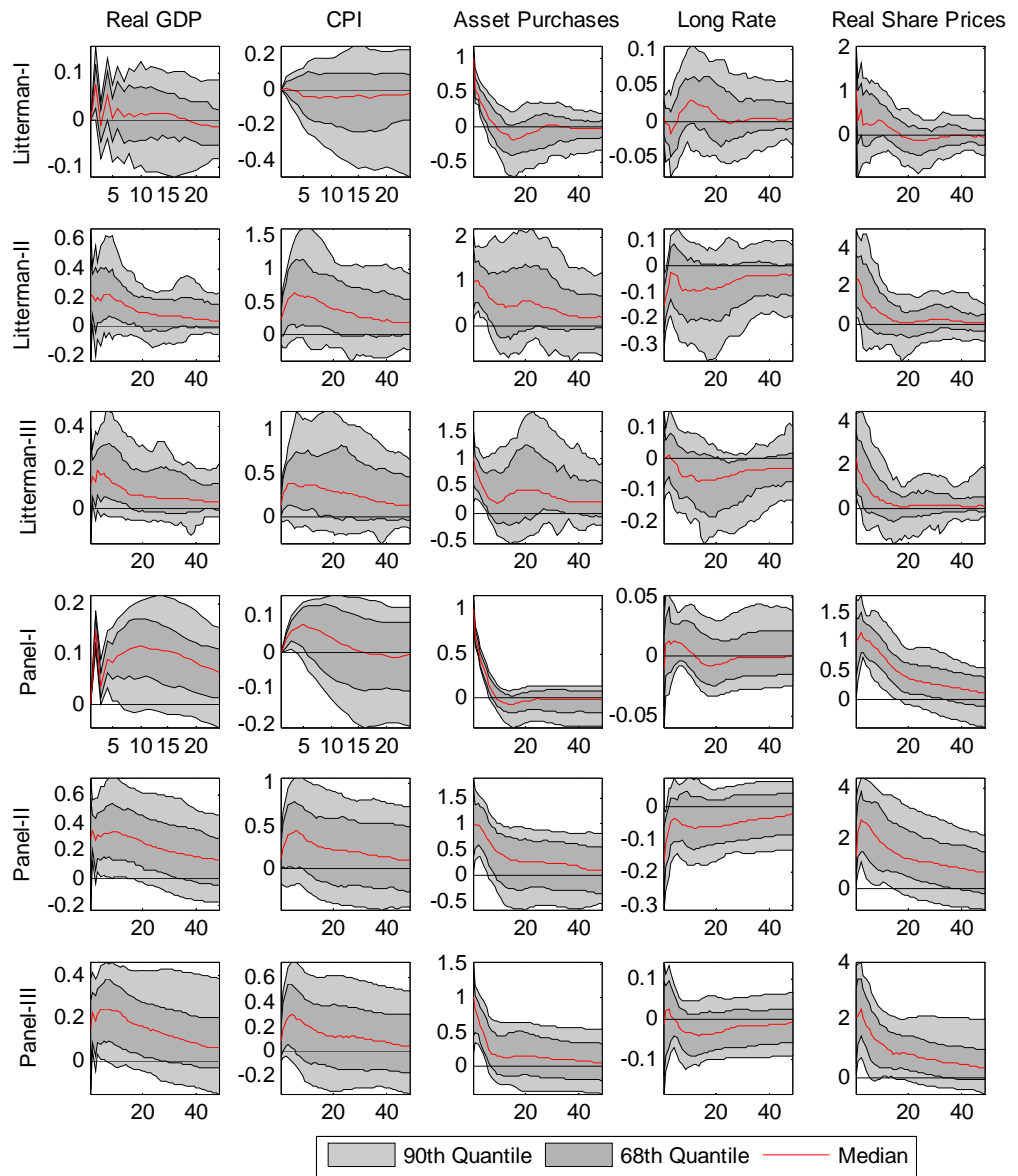 Real GDP CPI Asset Purchases Long Rate Real Share Prices
Litterman-I
0.1 0 -0.1
5 10 15 20
0.2 0 -0.2 -0.4
5 10 15 20
1 0.5 0 -0.5
20 40
0.1 0.05 0 -0.05
20 40
2 1 0 -1
20 40
Litterman-II
0.6 0.4 0.2 0 -0.2
20 40
1.5 1 0.5 0
20 40
2 1 0
20 40
0.1 0 -0.1 -0.2 -0.3
20 40
4 2 0
20 40
Litterman-III
0.4 0.2 0
20 40
1 0.5 0
20 40
1.5 1 0.5 0 -0.5
20 40
0.1 0 -0.1 -0.2
20 40
4 2 0
20 40
Panel-I
0.2 0.1 0
5 10 15 20
0.1 0 -0.1 -0.2
5 10 15 20
1 0.5 0
20 40
0.05 0 -0.05
20 40
1.5 1 0.5 0
20 40
Panel-II
0.6 0.4 0.2 0 -0.2
20 40
1 0.5 0
20 40
1.5 1 0.5 0 -0.5
20 40
0 -0.1 -0.2 -0.3
20 40
4 2 0
20 40
Panel-III
0.4 0.2 0
20 40
0.6 0.4 0.2 0 -0.2
20 40
1.5 1 0.5 0
20 40
0.1 0 -0.1
20 40
4 2 0
20 40
90th Quantile 68th Quantile Median